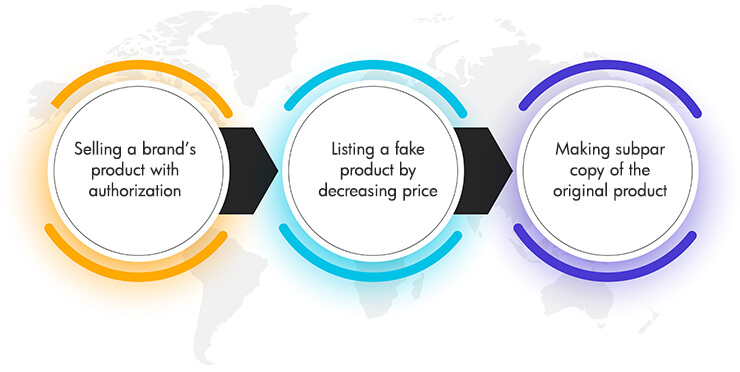 Selling a brand's
product with
authorization
Listing a fake
product by
decreasing price
Making subpar
copy of the
original product